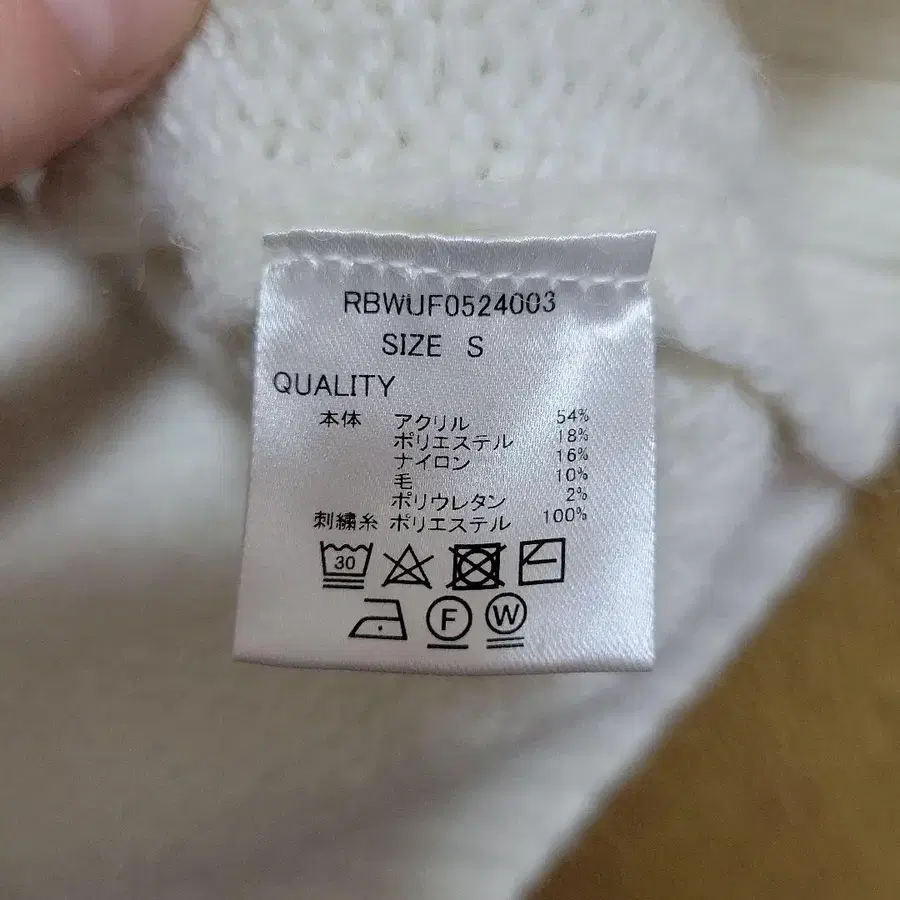 RBWUF0524003
SIZE S
QUALITY
本体 アクリル 54%
ポリエステル 18%
ナイロン 16%
毛 10%
ポリウレタン 2%
刺繍糸 ポリエステル 100%
30
F W